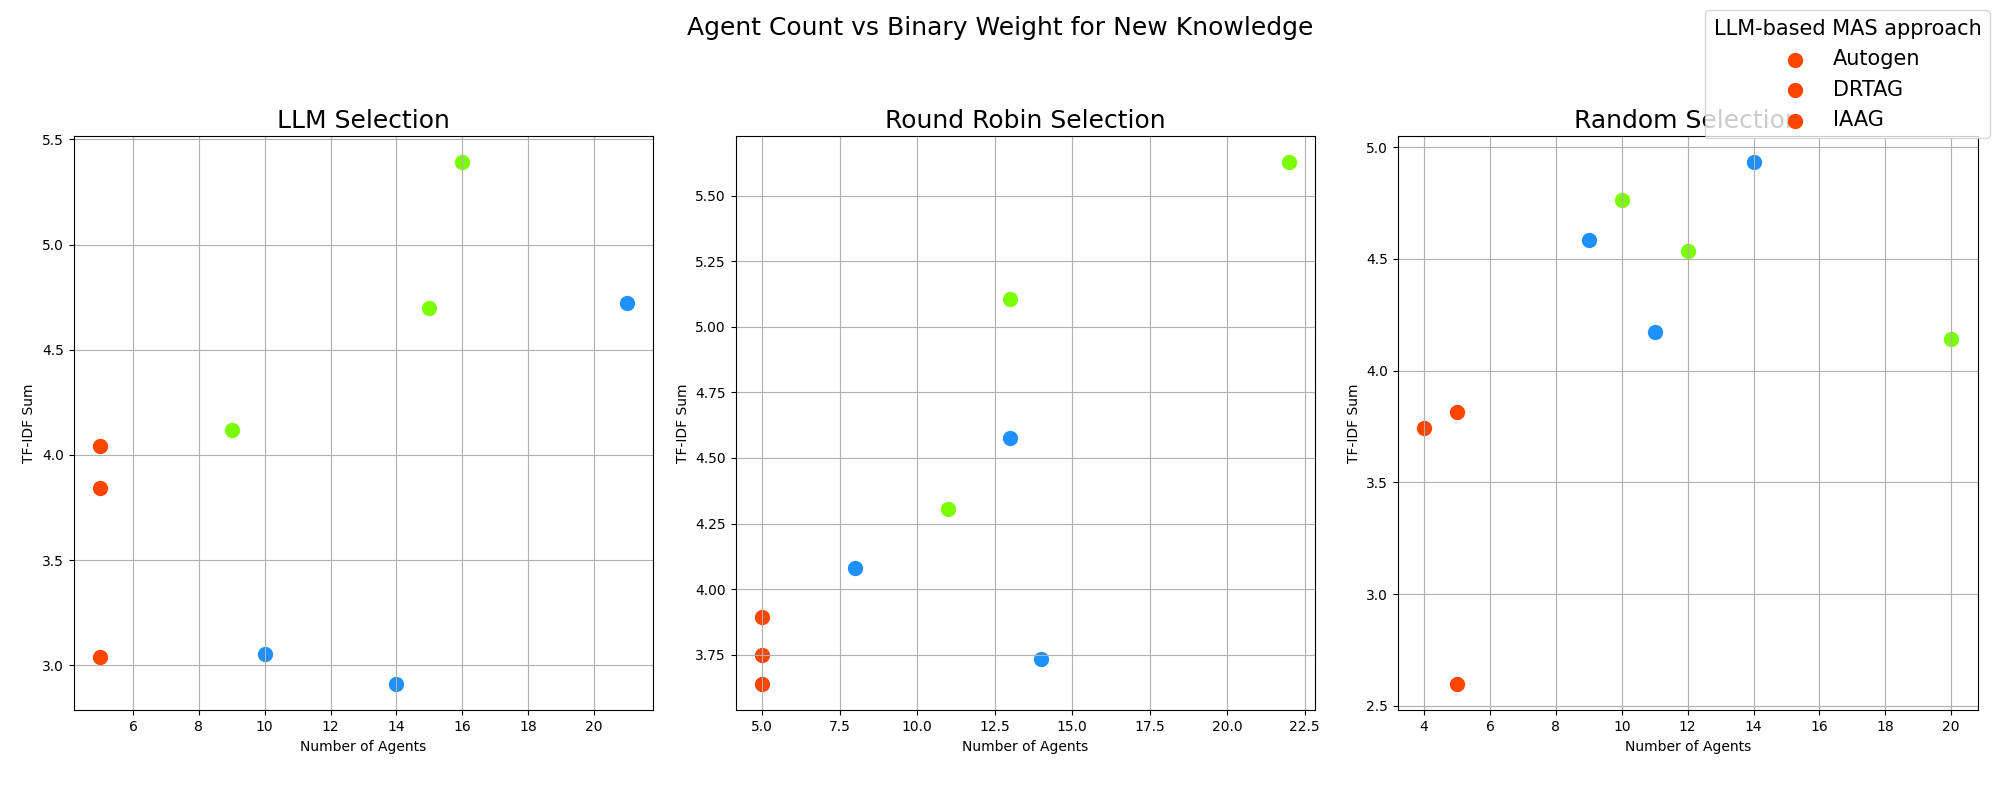 Agent Count vs Binary Weight for New Knowledge
LLM-based MAS approach
Autogen
DRTAG
IAAG
LLM Selection
5.5
5.0
4.5
4.0
3.5
3.0
TF-IDF Sum
6 8 10 12 14 16 18 20
Number of Agents
Round Robin Selection
5.50
5.25
5.00
4.75
4.50
4.25
4.00
3.75
TF-IDF Sum
5.0 7.5 10.0 12.5 15.0 17.5 20.0 22.5
Number of Agents
Random Selection
5.0
4.5
4.0
3.5
3.0
2.5
TF-IDF Sum
4 6 8 10 12 14 16 18 20
Number of Agents